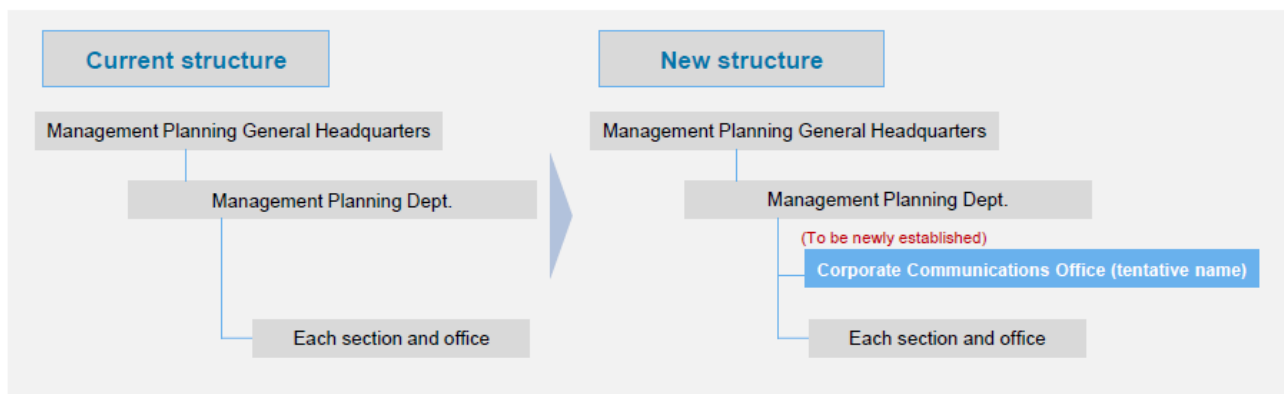 Current structure
Management Planning General Headquarters
Management Planning Dept.
Each section and office
New structure
Management Planning General Headquarters
Management Planning Dept.
(To be newly established)
Corporate Communications Office (tentative name)
Each section and office